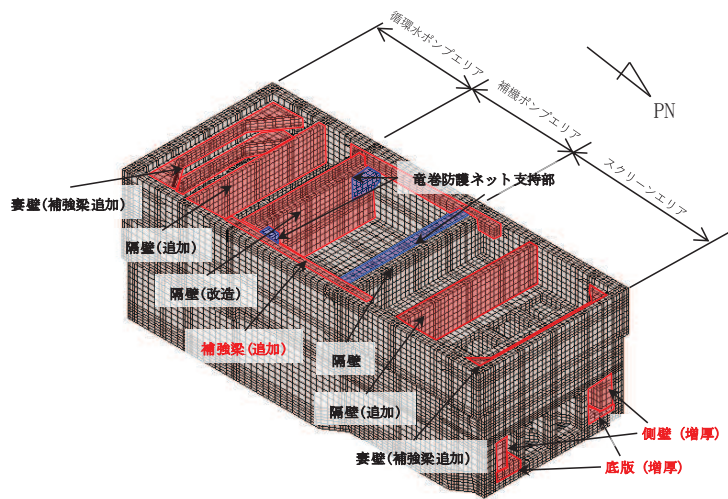 循環水ポンプエリア
補機ポンプエリア
スクリーンエリア
PN
竜巻防護ネット支持部
妻壁(補強梁追加)
隔壁(追加)
隔壁(改造)
補強梁(追加)
隔壁
隔壁(追加)
妻壁(補強梁追加)
側壁(増厚)
底版(増厚)